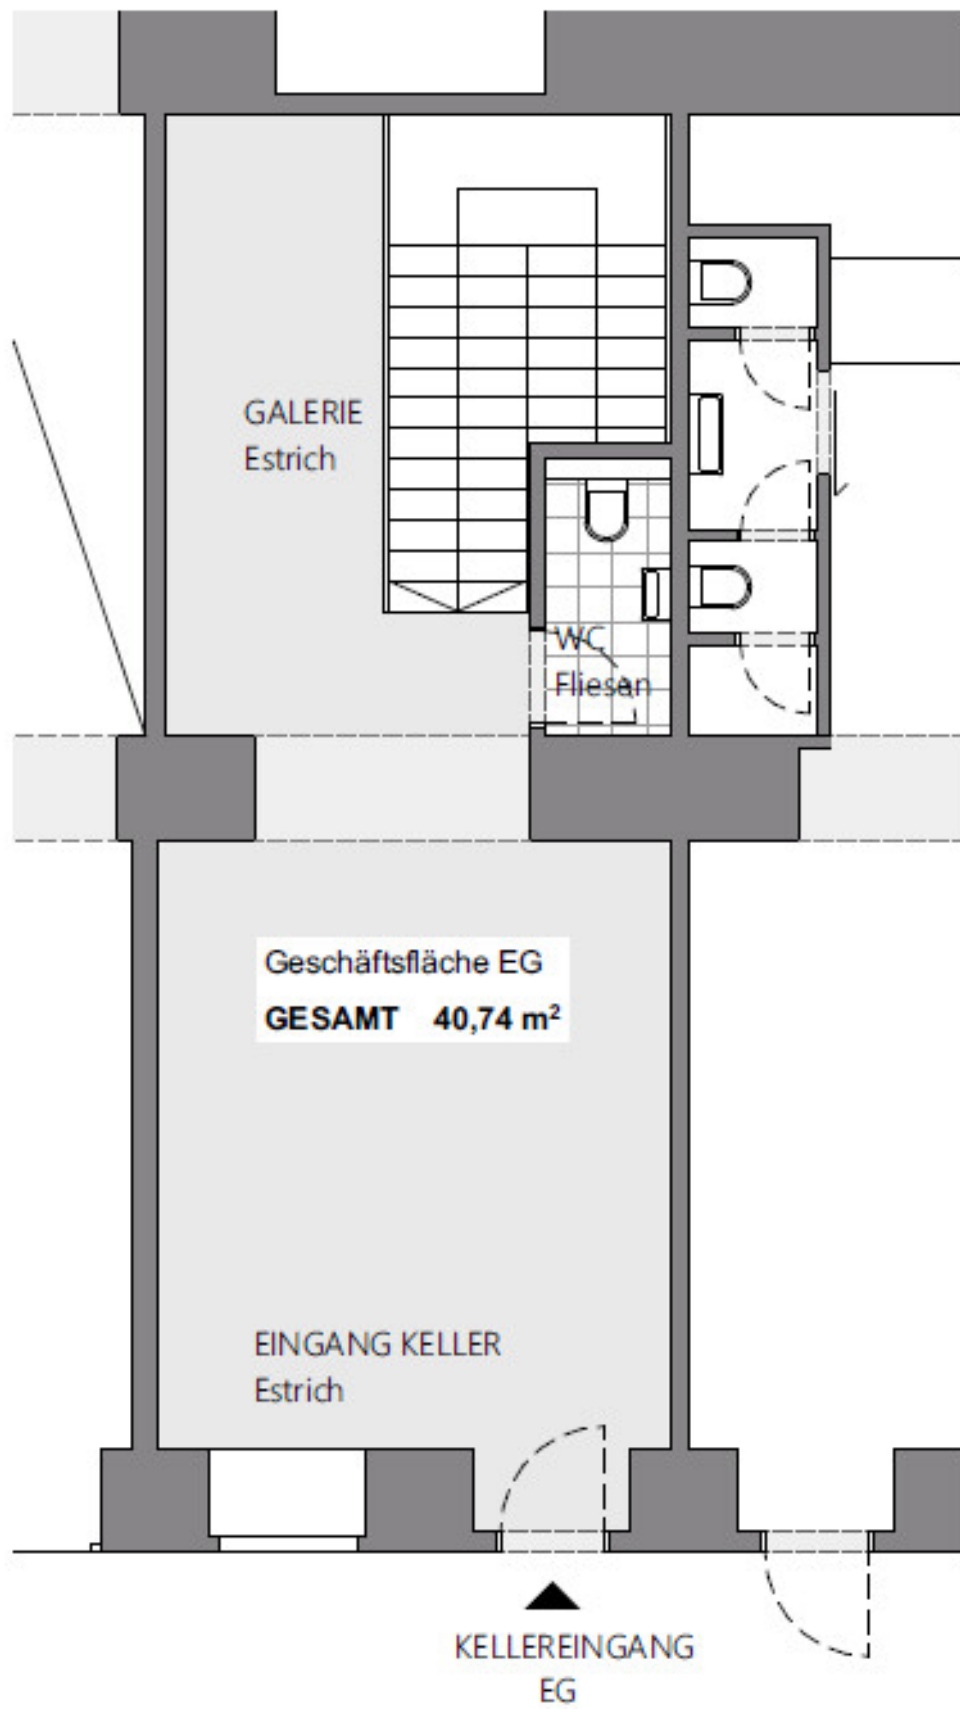 GALERIE
Estrich
WC
Fliesen
Geschäftsfläche EG
GESAMT 40,74 m²
EINGANG KELLER
Estrich
KELLEREINGANG
EG